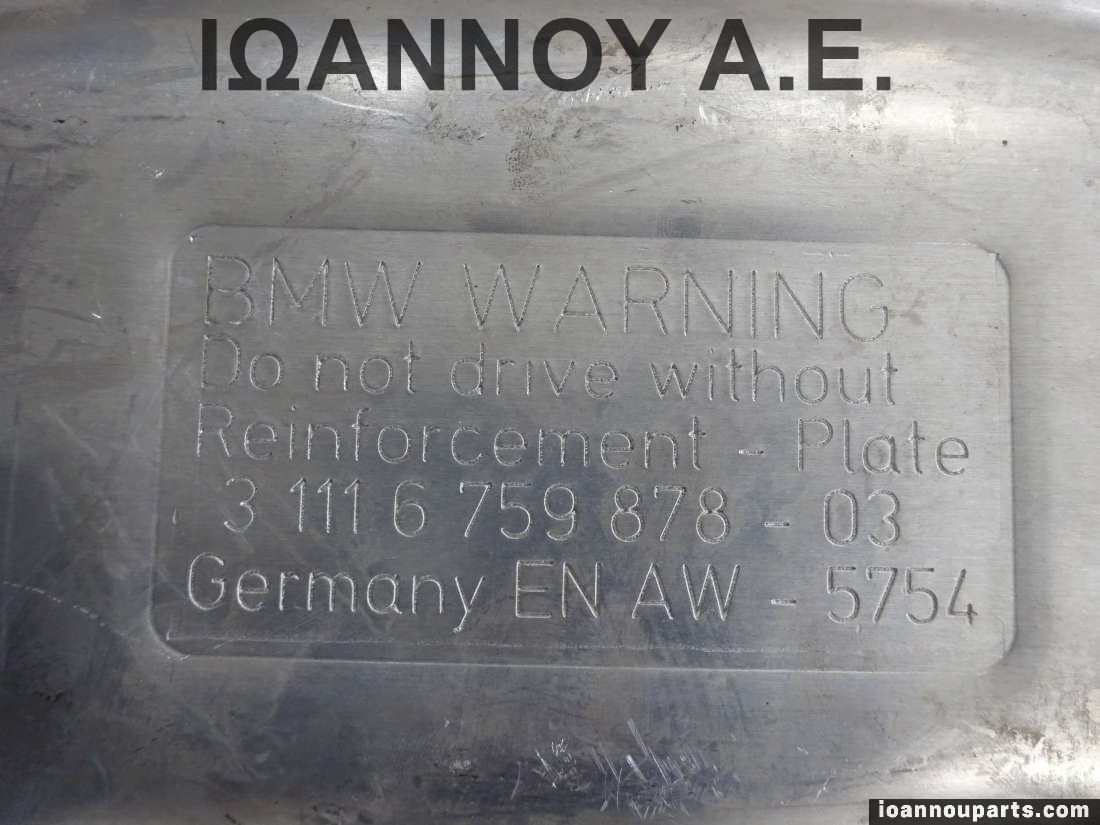 ΙΩΑΝΝΟΥ Α.Ε.
BMW WARNING
Do not drive without
Reinforcement - Plate
3 111 6 759 878 - 03
Germany EN AW - 5754
ioannouparts.com